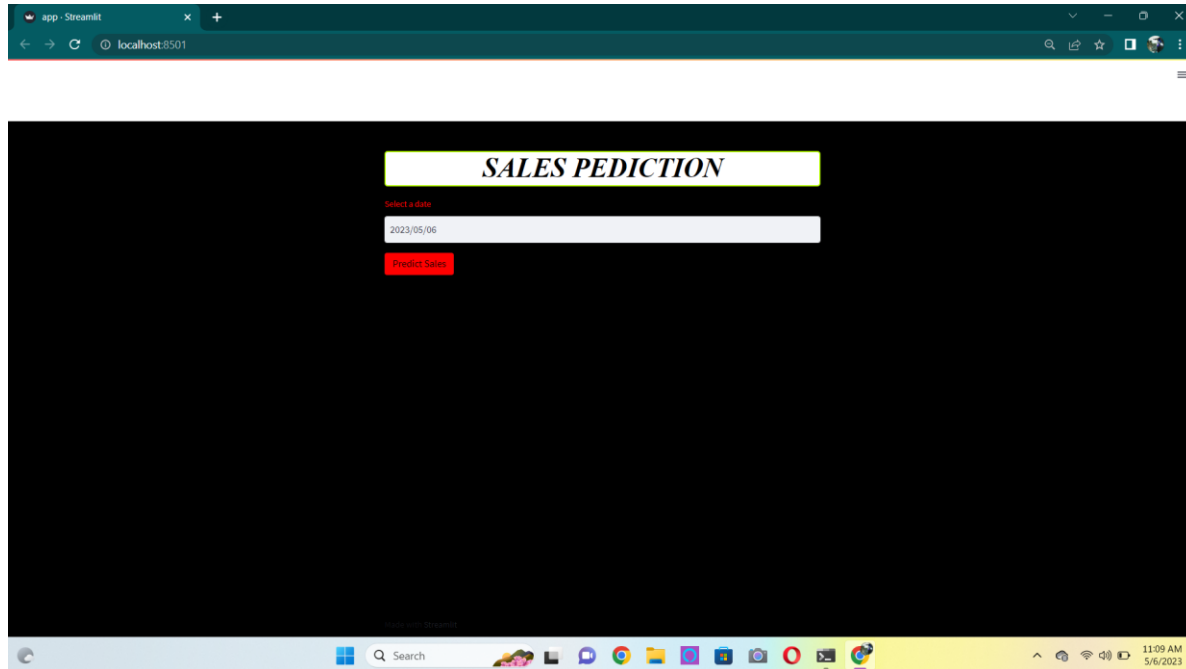 app · Streamlit
localhost:8501
SALES PEDICTION
Select a date
2023/05/06
Predict Sales
Made with Streamlit
Search
11:09 AM
5/6/2023